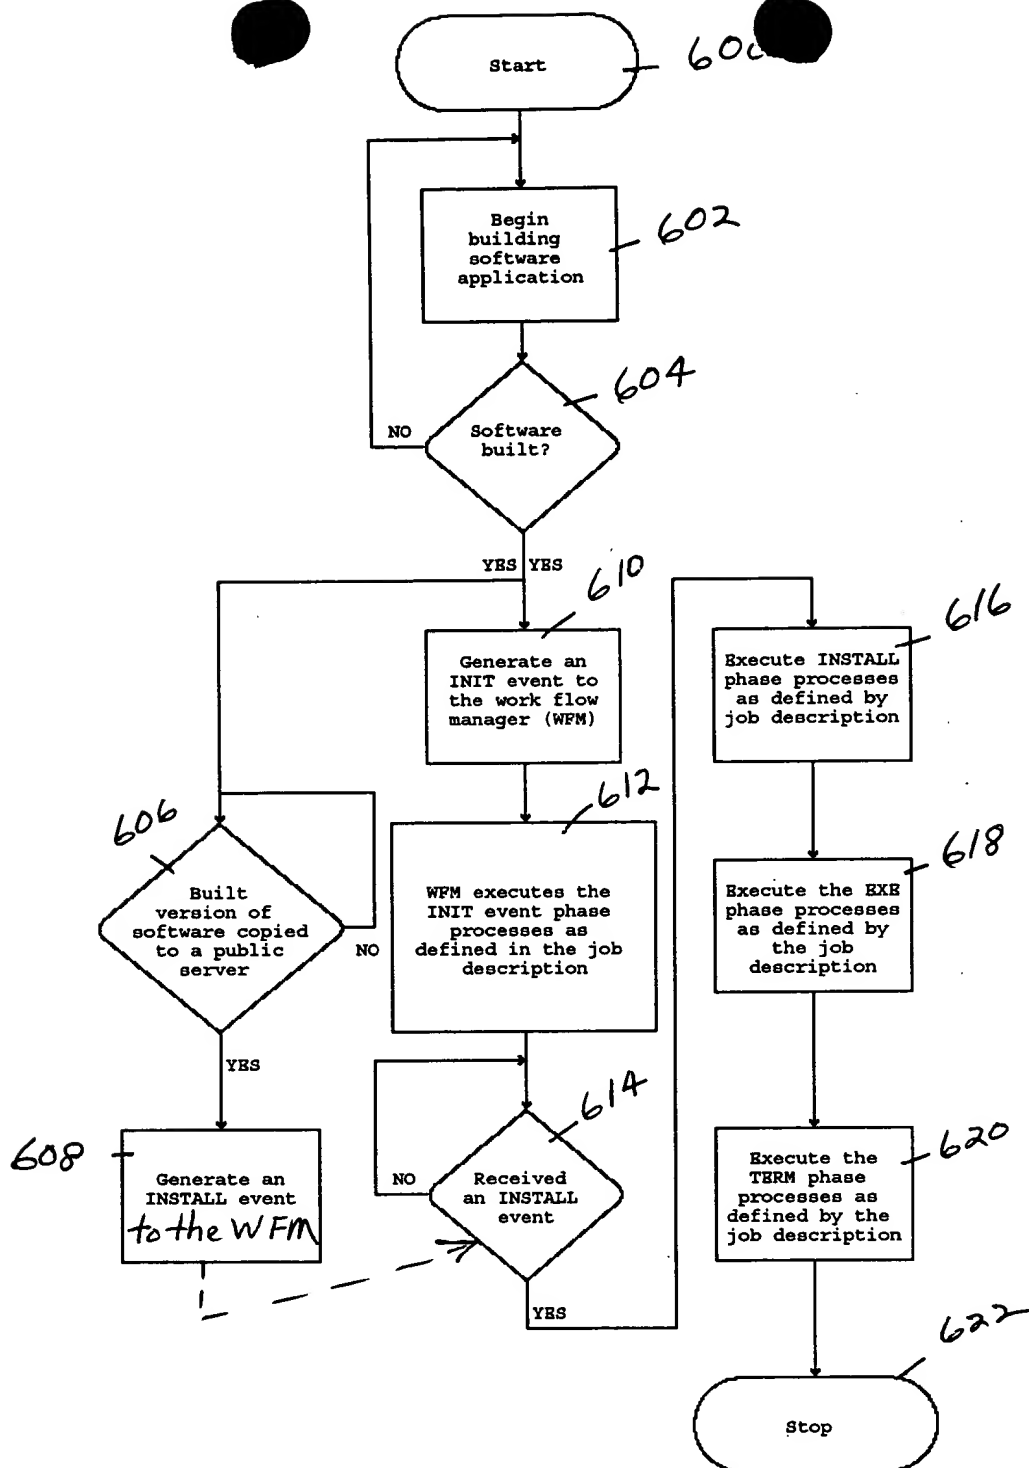 Start
602
Begin
building
software
application
604
Software
built?
NO
YES YES
610
Generate an
INIT event to
the work flow
manager (WFM)
606
Built
version of
software copied
to a public
server
NO
YES
608
Generate an
INSTALL event
to the WFM
612
WFM executes the
INIT event phase
processes as
defined in the job
description
614
Received
an INSTALL
event
NO
YES
616
Execute INSTALL
phase processes
as defined by
job description
618
Execute the EXE
phase processes
as defined by
the job
description
620
Execute the
TERM phase
processes as
defined by the
job description
622
Stop